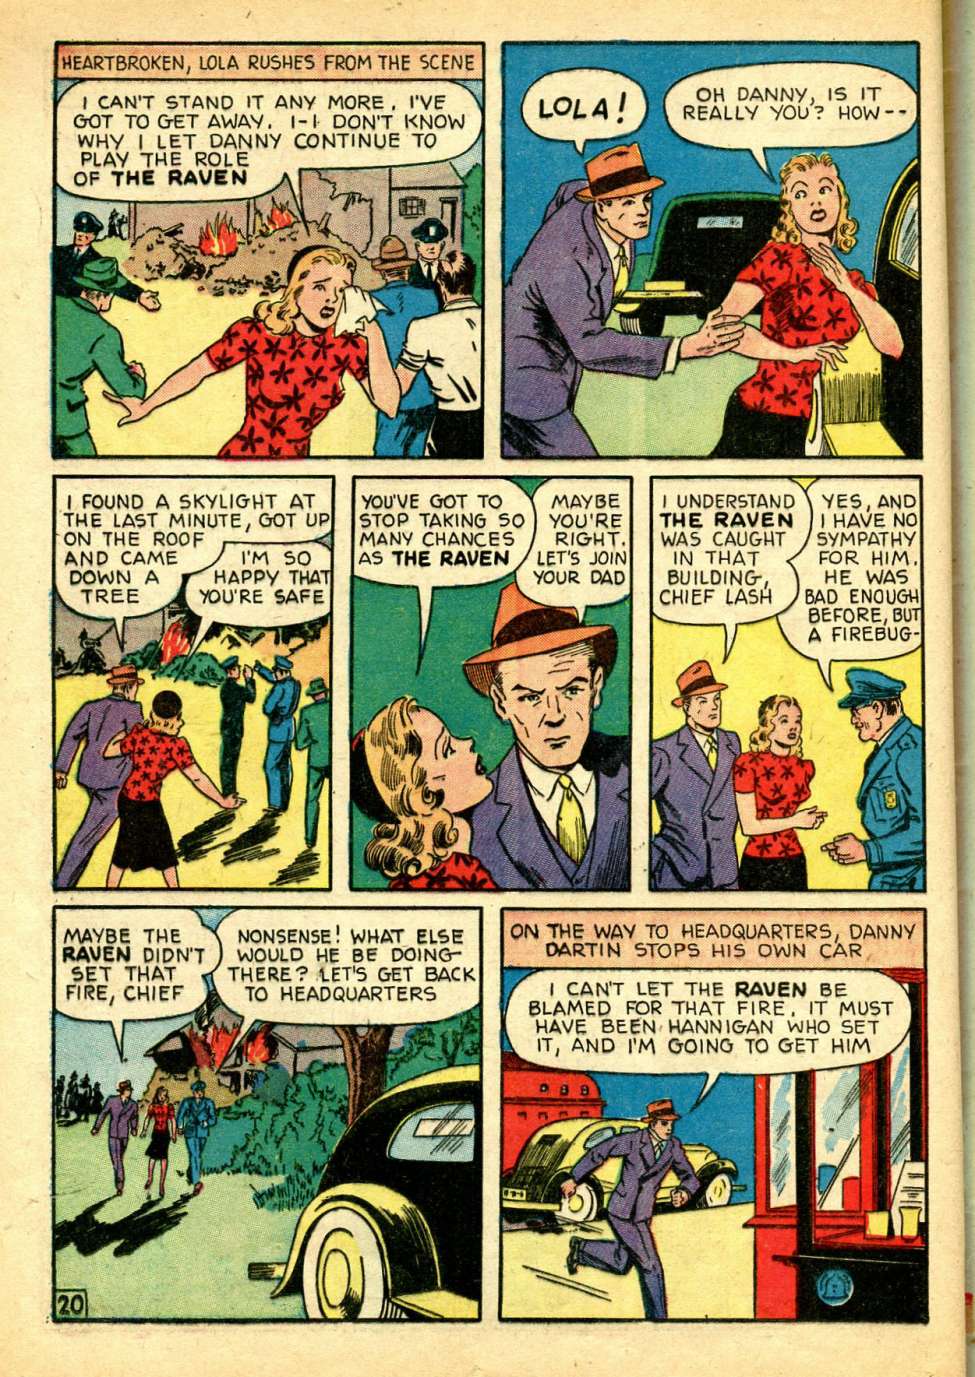 HEARTBROKEN, LOLA RUSHES FROM THE SCENE
I CAN'T STAND IT ANY MORE. I'VE
GOT TO GET AWAY. I-I DON'T KNOW
WHY I LET DANNY CONTINUE TO
PLAY THE ROLE
OF THE RAVEN
LOLA!
OH DANNY, IS IT
REALLY YOU? HOW--
I FOUND A SKYLIGHT AT
THE LAST MINUTE, GOT UP
ON THE ROOF
AND CAME
DOWN A
TREE
I'M SO
HAPPY THAT
YOU'RE SAFE
YOU'VE GOT TO
STOP TAKING SO
MANY CHANCES
AS THE RAVEN
MAYBE
YOU'RE
RIGHT.
LET'S JOIN
YOUR DAD
I UNDERSTAND
THE RAVEN
WAS CAUGHT
IN THAT
BUILDING,
CHIEF LASH
YES, AND
I HAVE NO
SYMPATHY
FOR HIM.
HE WAS
BAD ENOUGH
BEFORE, BUT
A FIREBUG-
MAYBE THE
RAVEN DIDN'T
SET THAT
FIRE, CHIEF
NONSENSE! WHAT ELSE
WOULD HE BE DOING
THERE? LET'S GET BACK
TO HEADQUARTERS
20
ON THE WAY TO HEADQUARTERS, DANNY
DARTIN STOPS HIS OWN CAR
I CAN'T LET THE RAVEN BE
BLAMED FOR THAT FIRE. IT MUST
HAVE BEEN HANNIGAN WHO SET
IT, AND I'M GOING TO GET HIM